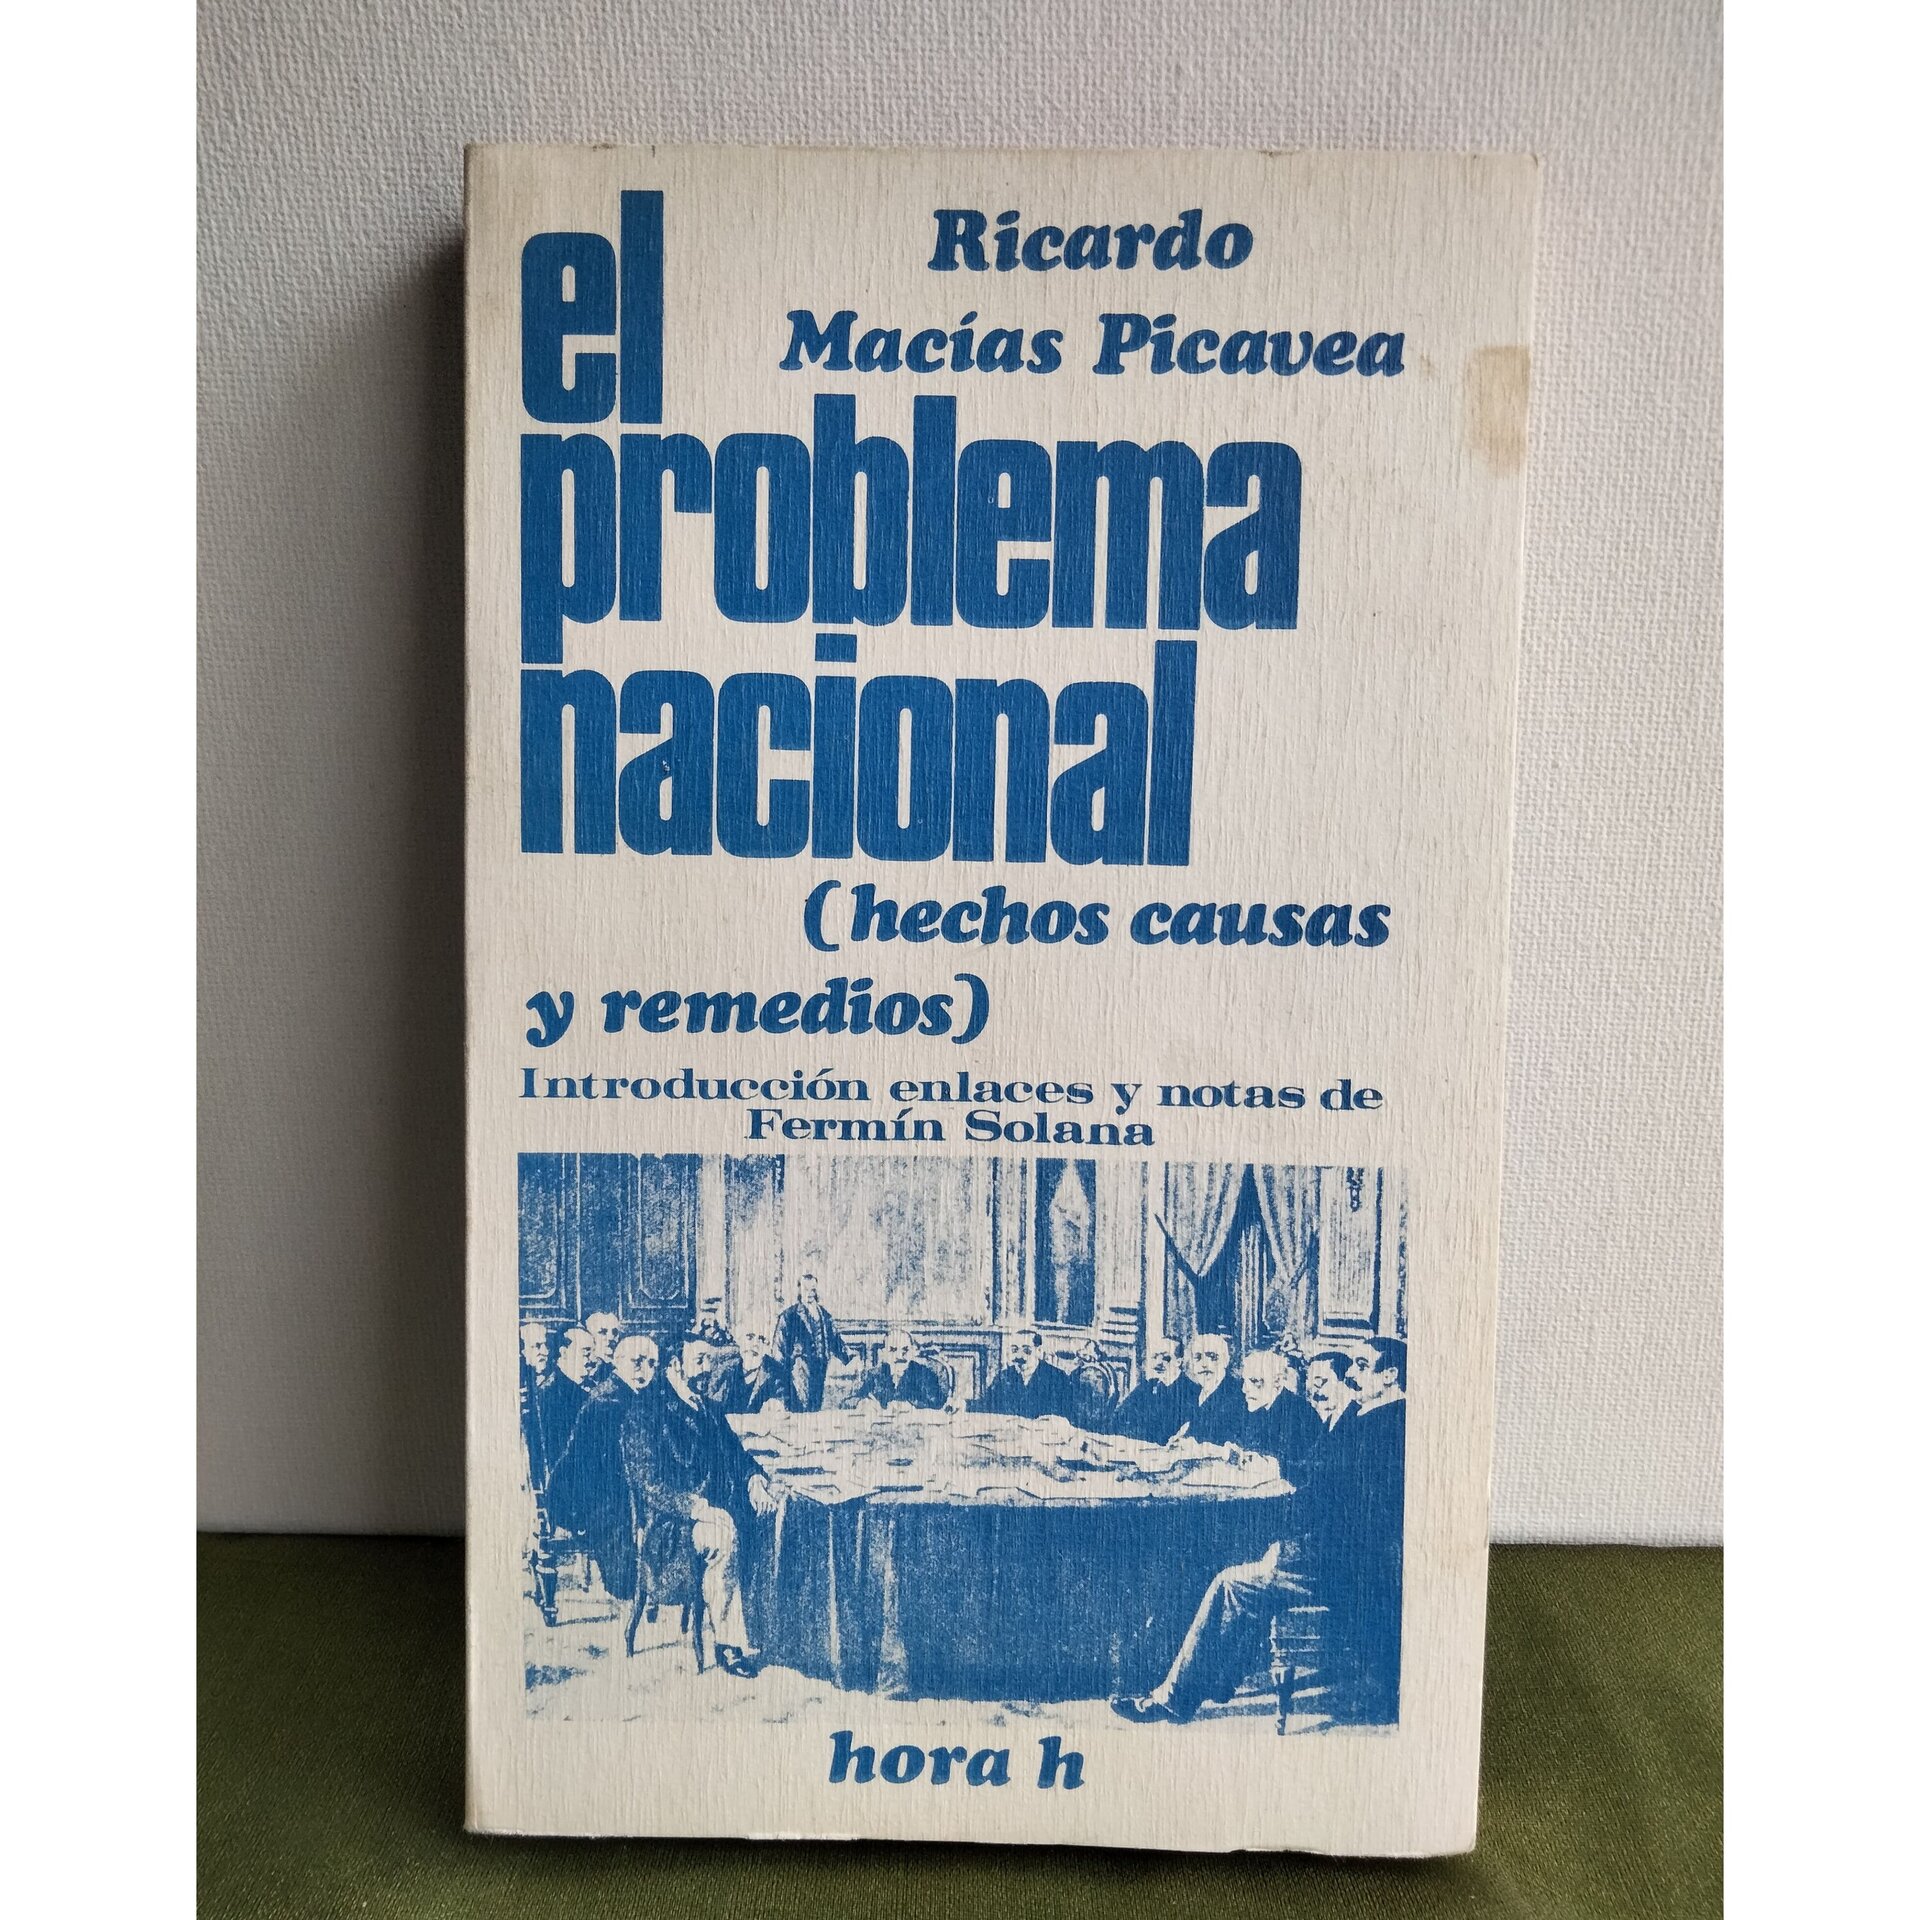 Ricardo
Macías Picavea
el
problema
nacional
(hechos causas
y remedios)
Introducción enlaces y notas de
Fermín Solana
hora h